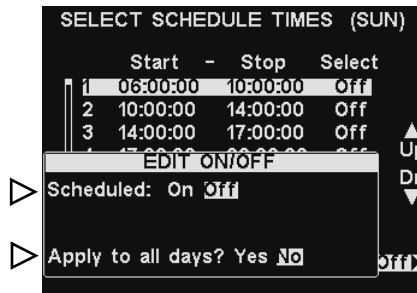 SELECT SCHEDULE TIMES (SUN)
Start - Stop Select
1 06:00:00 10:00:00 Off
2 10:00:00 14:00:00 Off
3 14:00:00 17:00:00 Off
EDIT ON/OFF
Scheduled: On Off
Apply to all days? Yes No